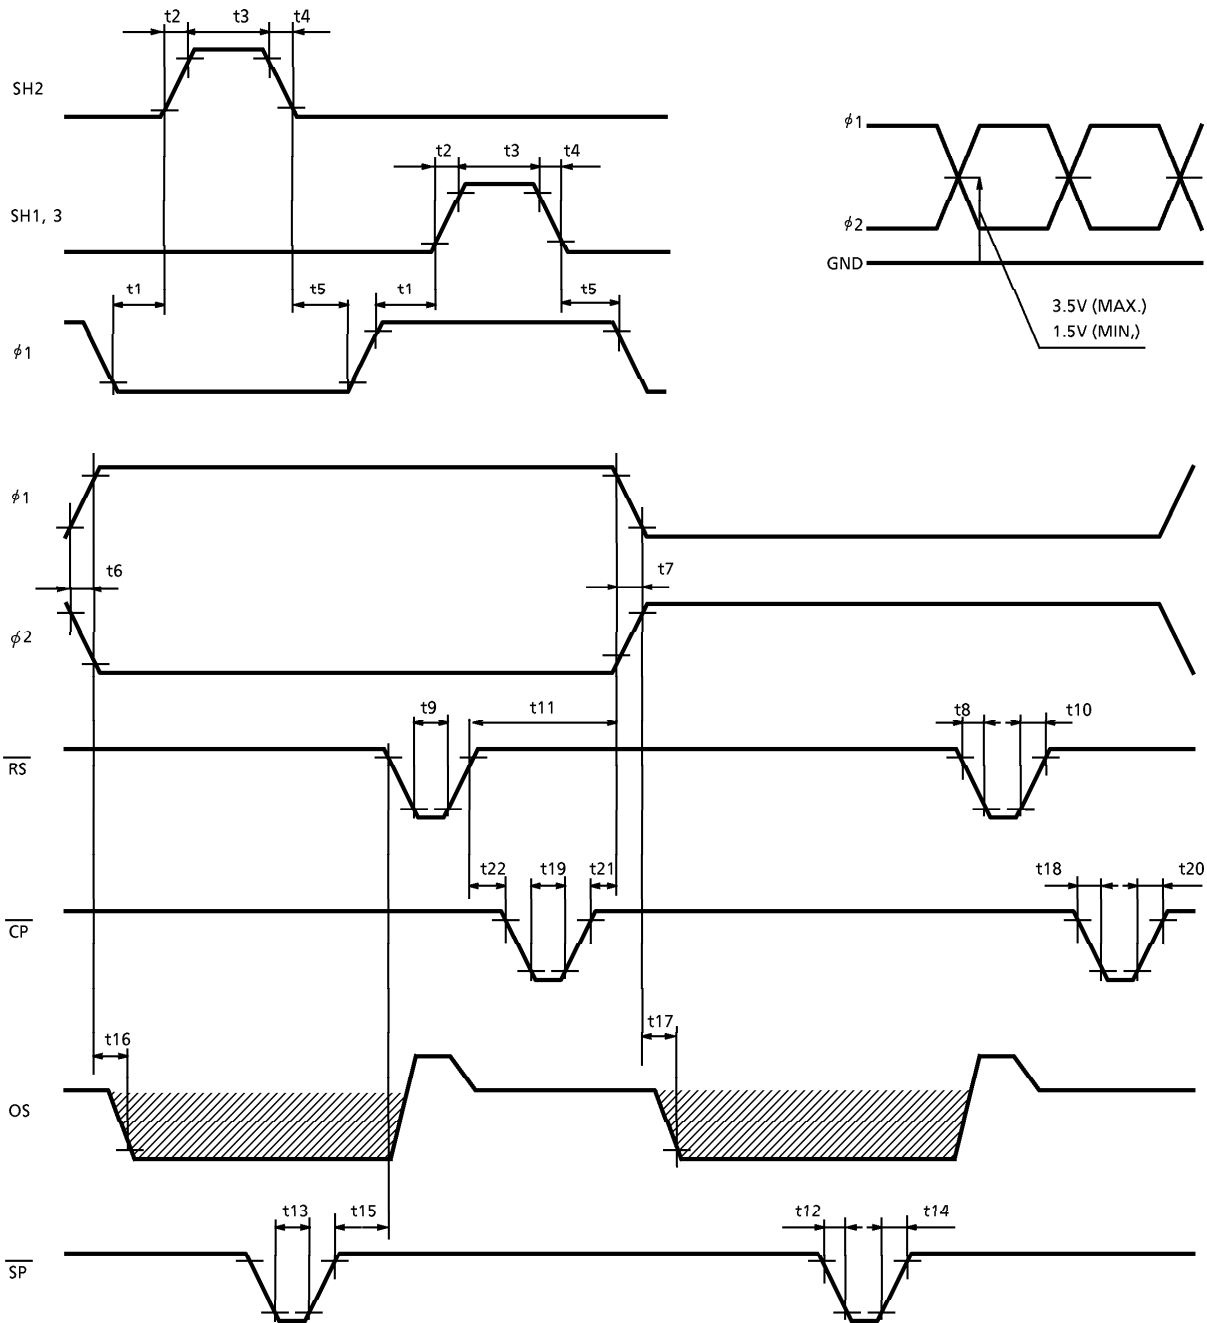 t2 t3 t4
SH2
t2 t3 t4
SH1, 3
t1 t5 t1 t5
ϕ1
ϕ1
ϕ2
GND
3.5V (MAX.)
1.5V (MIN,)
ϕ1
t6 t7
ϕ2
t9 t11 t8 t10
RS
t22 t19 t21 t18 t20
CP
t16 t17
OS
t13 t15 t12 t14
SP